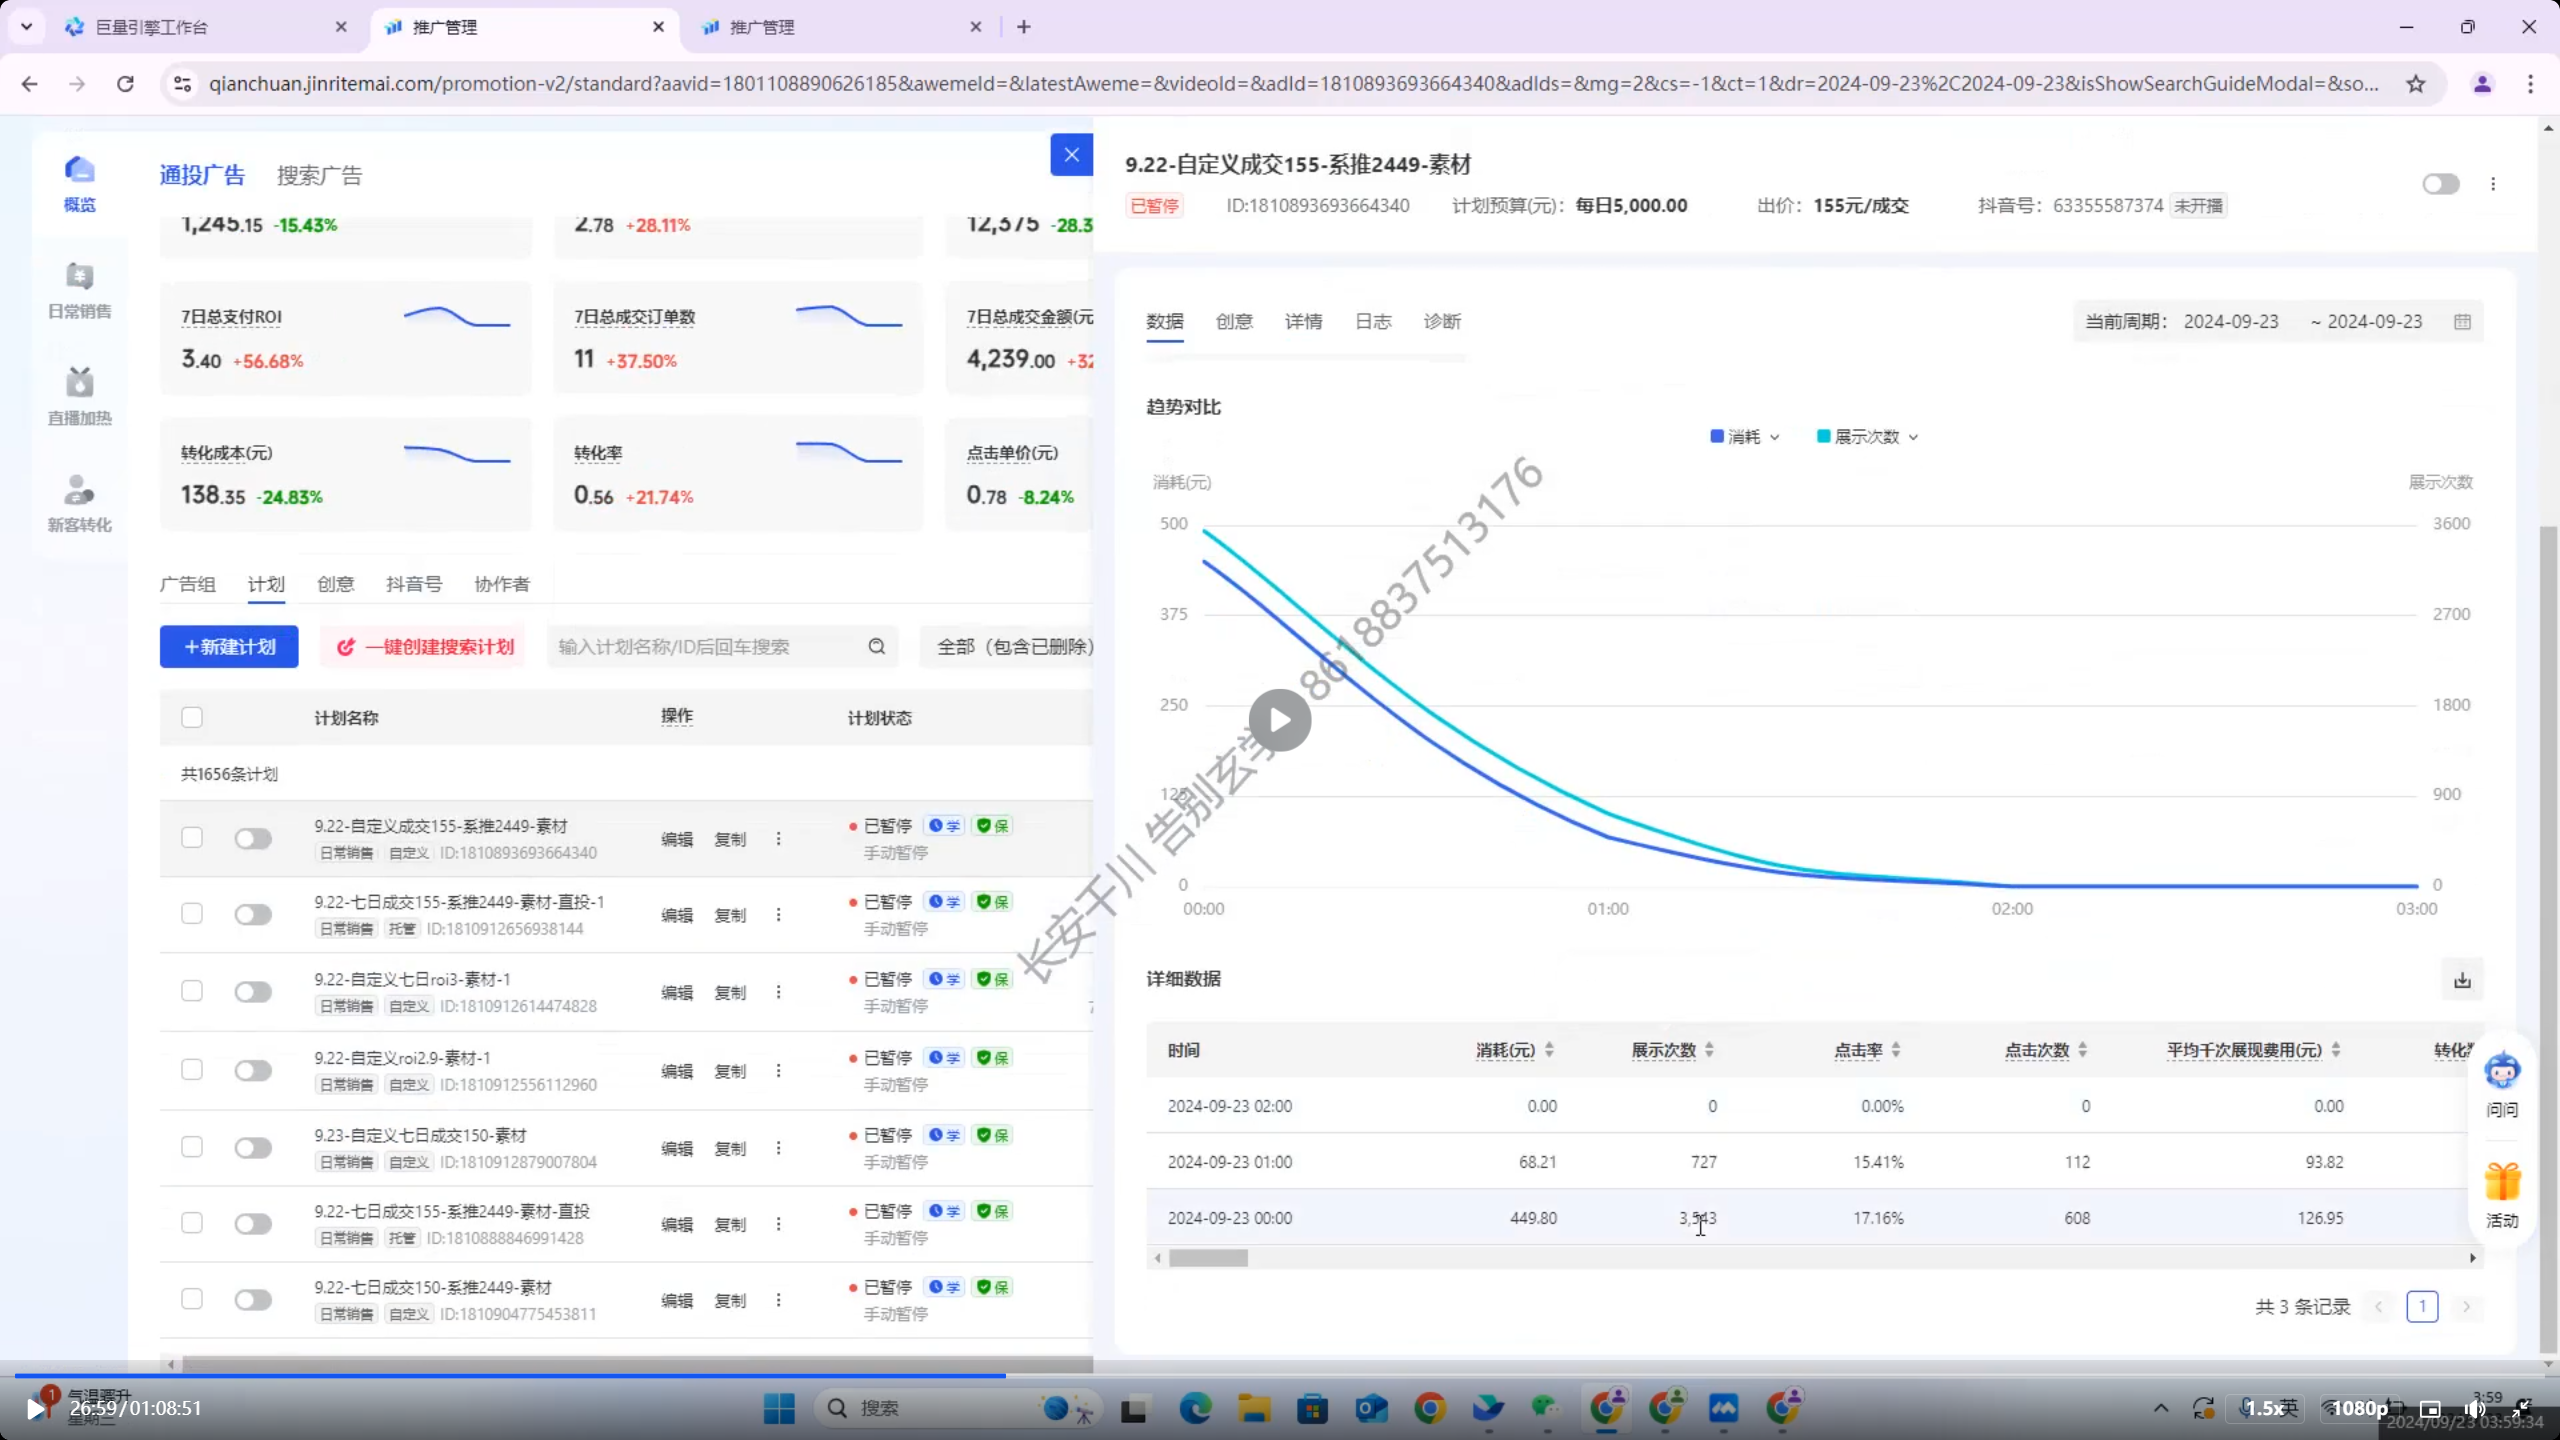 巨量引擎工作台
推广管理
推广管理
qianchuan.jinritemai.com/promotion-v2/standard?aavid=1801108890626185&awemeId=&latestAweme=&videoId=&adId=1810893693664340&adIds=&mg=2&cs=-1&ct=1&dr=2024-09-23%2C2024-09-23&isShowSearchGuideModal=&so...
概览
日常销售
直播加热
新客转化
通投广告 搜索广告
1,245.15 -15.43%
2.78 +28.11%
12,375 -28.3
7日总支付ROI
3.40 +56.68%
7日总成交订单数
11 +37.50%
7日总成交金额(元
4,239.00 +32
转化成本(元)
138.35 -24.83%
转化率
0.56 +21.74%
点击单价(元)
0.78 -8.24%
广告组 计划 创意 抖音号 协作者
+新建计划 一键创建搜索计划 输入计划名称/ID后回车搜索 全部（包含已删除）
计划名称 操作 计划状态
共1656条计划
9.22-自定义成交155-系推2449-素材 编辑 复制 已暂停 学 保
日常销售 自定义 ID:1810893693664340 手动暂停
9.22-七日成交155-系推2449-素材-直投-1 编辑 复制 已暂停 学 保
日常销售 托管 ID:1810912656938144 手动暂停
9.22-自定义七日roi3-素材-1 编辑 复制 已暂停 学 保
日常销售 自定义 ID:1810912614474828 手动暂停
9.22-自定义roi2.9-素材-1 编辑 复制 已暂停 学 保
日常销售 自定义 ID:1810912556112960 手动暂停
9.23-自定义七日成交150-素材 编辑 复制 已暂停 学 保
日常销售 自定义 ID:1810912879007804 手动暂停
9.22-七日成交155-系推2449-素材-直投 编辑 复制 已暂停 学 保
日常销售 托管 ID:1810888846991428 手动暂停
9.22-七日成交150-系推2449-素材 编辑 复制 已暂停 学 保
日常销售 自定义 ID:1810904775453811 手动暂停
9.22-自定义成交155-系推2449-素材
已暂停 ID:1810893693664340 计划预算(元): 每日5,000.00 出价: 155元/成交 抖音号: 63355587374 未开播
数据 创意 详情 日志 诊断
当前周期: 2024-09-23 ~ 2024-09-23
趋势对比
消耗 展示次数
消耗(元) 展示次数
500 3600
375 2700
250 1800
125 900
0 0
00:00 01:00 02:00 03:00
长安千川 告别玄学 8618837513176
详细数据
时间 消耗(元) 展示次数 点击率 点击次数 平均千次展现费用(元) 转化
2024-09-23 02:00 0.00 0 0.00% 0 0.00
2024-09-23 01:00 68.21 727 15.41% 112 93.82
2024-09-23 00:00 449.80 3,543 17.16% 608 126.95
共 3 条记录 1
问问
活动
1
气温骤升
26:59/01:08:51
搜索
1.5x
英
1080p
3:59
2024/09/23 03:59:34